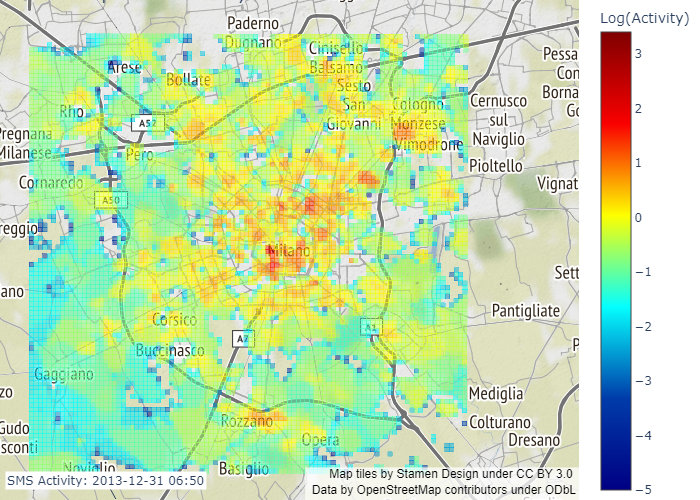 Paderno
Dugnano
Cinisello
Balsamo
Log(Activity)
Arese
Bollate
Sesto
San
Giovanni
Rho
Cologno
Monzese
Vimodrone
Cernusco
sul
Naviglio
Pessa
Con
Borna
Go
A52
Pregnana
Milanese
Pero
Pioltello
Cornaredo
Vignat
A50
reggio
Milano
Sett
ano
Pantigliate
Corsico
A1
A7
Buccinasco
P
Gaggiano
zo
Mediglia
Gudo
sconti
Rozzano
Opera
Colturano
Dresano
Noviglio
Basiglio
3
2
1
0
−1
−2
−3
−4
−5
SMS Activity: 2013-12-31 06:50
Map tiles by Stamen Design under CC BY 3.0
Data by OpenStreetMap contributors under ODbL